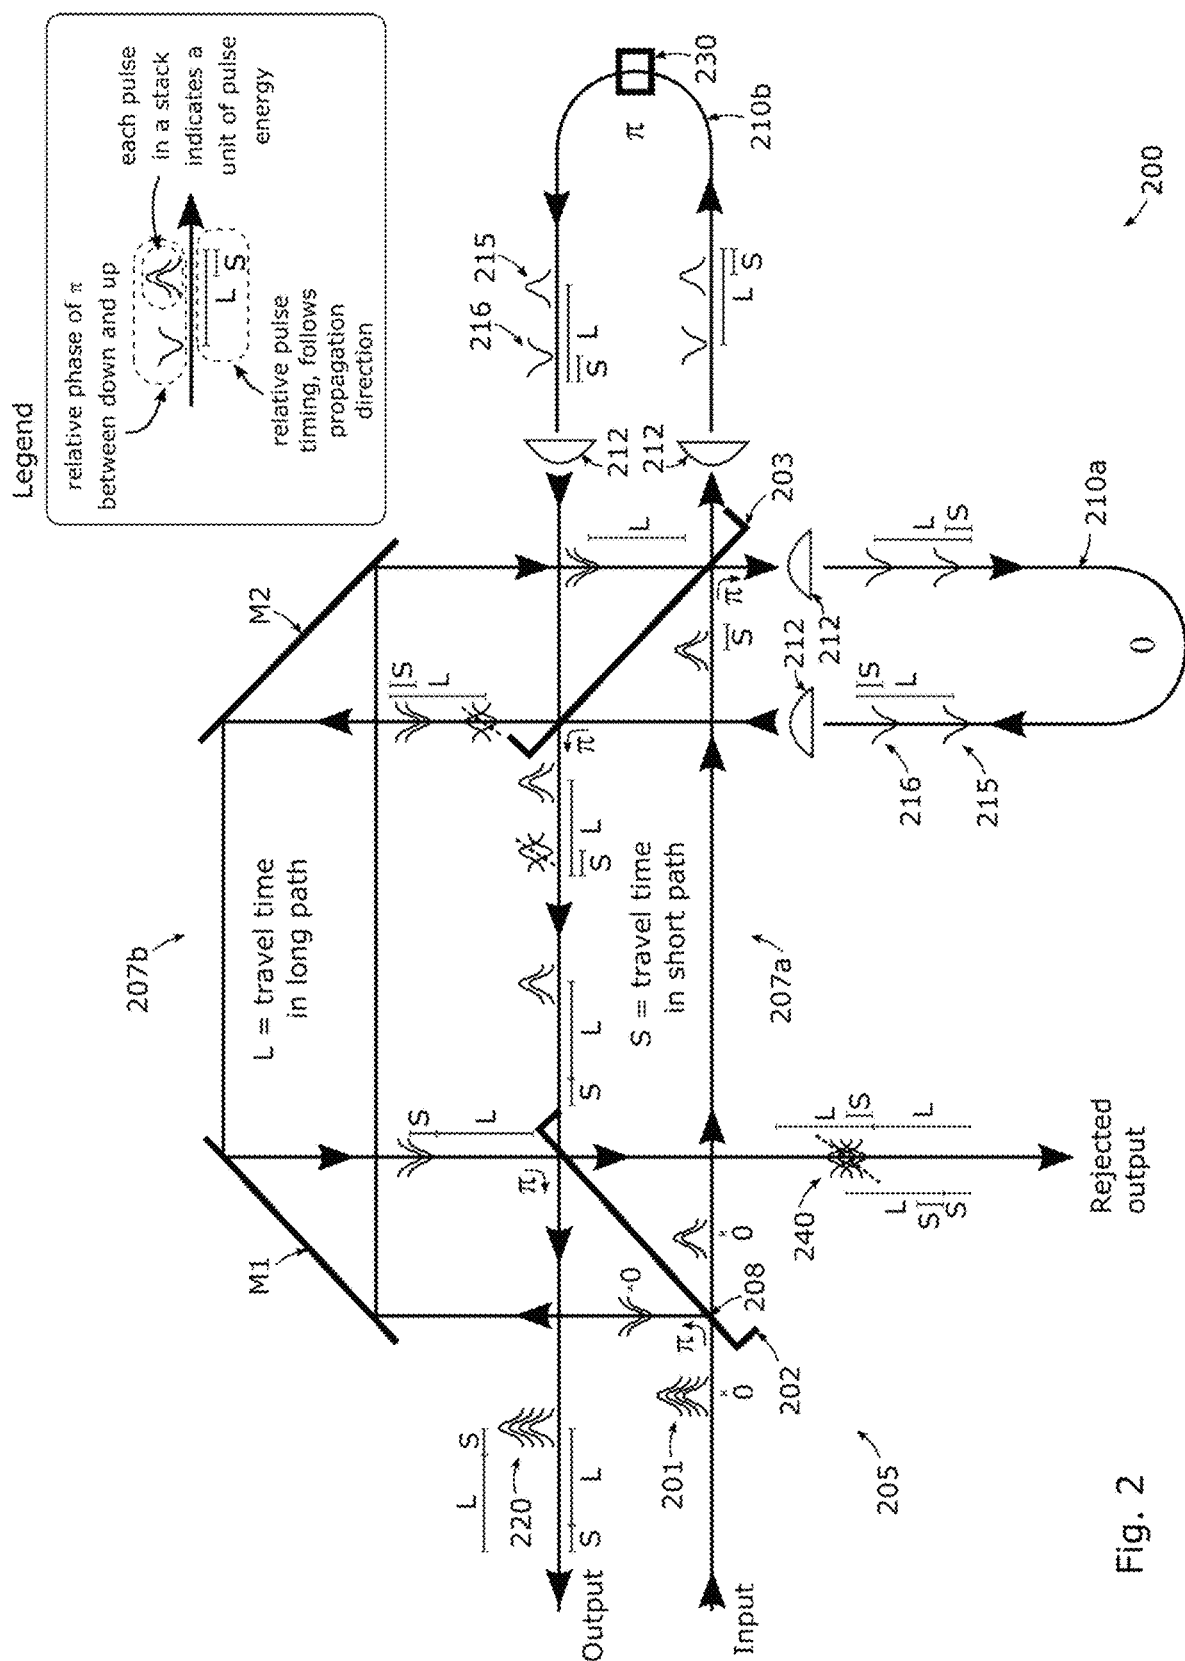 Legend
relative phase of π
between down and up
each pulse
in a stack
indicates a
unit of pulse
energy
L
S
relative pulse
timing, follows
propagation
direction
207b
M1
M2
L = travel time
in long path
S
L
S
L
L
216
215
S
L
π
230
212
212
L
S
210b
203
π
S
π
S
L
S
L
S = travel time
in short path
207a
π
L
S
220
S
L
Output
0
π
201
0
0
208
202
Input
205
240
L
S
S
L
S
L
Rejected
output
212
212
S
L
216
215
0
L
S
210a
200
Fig. 2